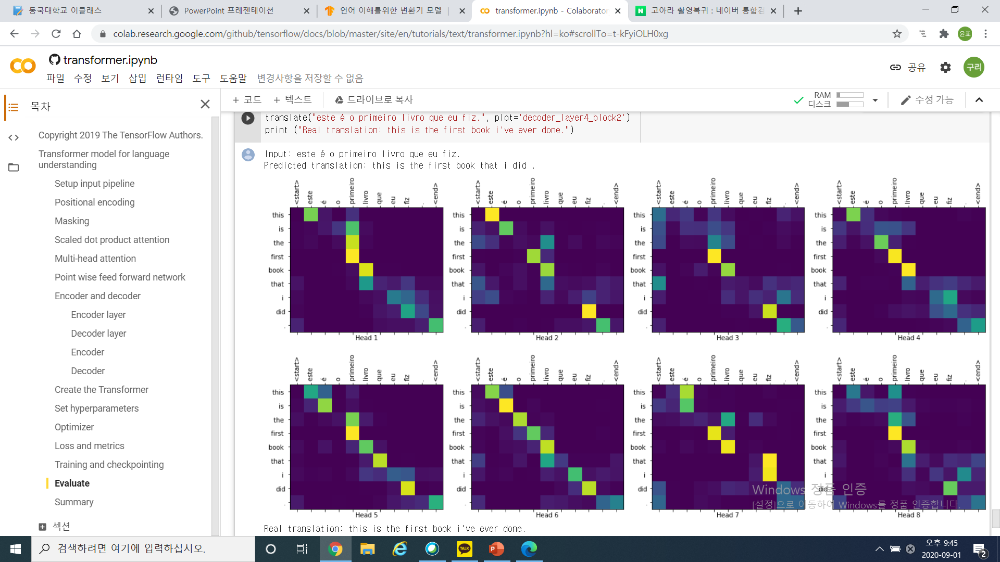 동국대학교 이클래스
PowerPoint 프레젠테이션
언어 이해를위한 변환기 모델 |
transformer.ipynb - Colaborator
고아라 촬영복귀 : 네이버 통합검
colab.research.google.com/github/tensorflow/docs/blob/master/site/en/tutorials/text/transformer.ipynb?hl=ko#scrollTo=t-kFyiOLH0xg
윤표
transformer.ipynb
파일 수정 보기 삽입 런타임 도구 도움말 변경사항을 저장할 수 없음
공유
구리
목차
+ 코드 + 텍스트
드라이브로 복사
RAM
디스크
수정 가능
Copyright 2019 The TensorFlow Authors.
Transformer model for language
understanding
Setup input pipeline
Positional encoding
Masking
Scaled dot product attention
Multi-head attention
Point wise feed forward network
Encoder and decoder
Encoder layer
Decoder layer
Encoder
Decoder
Create the Transformer
Set hyperparameters
Optimizer
Loss and metrics
Training and checkpointing
Evaluate
Summary
섹션
translate("este é o primeiro livro que eu fiz.", plot='decoder_layer4_block2')
print ("Real translation: this is the first book i've ever done.")
Input: este é o primeiro livro que eu fiz.
Predicted translation: this is the first book that i did .
<start> este é o primeiro livro que eu fiz . <end>
this
is
the
first
book
that
i
did
.
Head 1
<start> este é o primeiro livro que eu fiz . <end>
this
is
the
first
book
that
i
did
.
Head 2
<start> este é o primeiro livro que eu fiz . <end>
this
is
the
first
book
that
i
did
.
Head 3
<start> este é o primeiro livro que eu fiz . <end>
this
is
the
first
book
that
i
did
.
Head 4
<start> este é o primeiro livro que eu fiz . <end>
this
is
the
first
book
that
i
did
.
Head 5
<start> este é o primeiro livro que eu fiz . <end>
this
is
the
first
book
that
i
did
.
Head 6
<start> este é o primeiro livro que eu fiz . <end>
this
is
the
first
book
that
i
did
.
Head 7
<start> este é o primeiro livro que eu fiz . <end>
this
is
the
first
book
that
i
did
.
Head 8
Windows 정품 인증
[설정]으로 이동하여 Windows를 정품 인증합니다.
Real translation: this is the first book i've ever done.
검색하려면 여기에 입력하십시오.
TALK
오후 9:45
2020-09-01
2